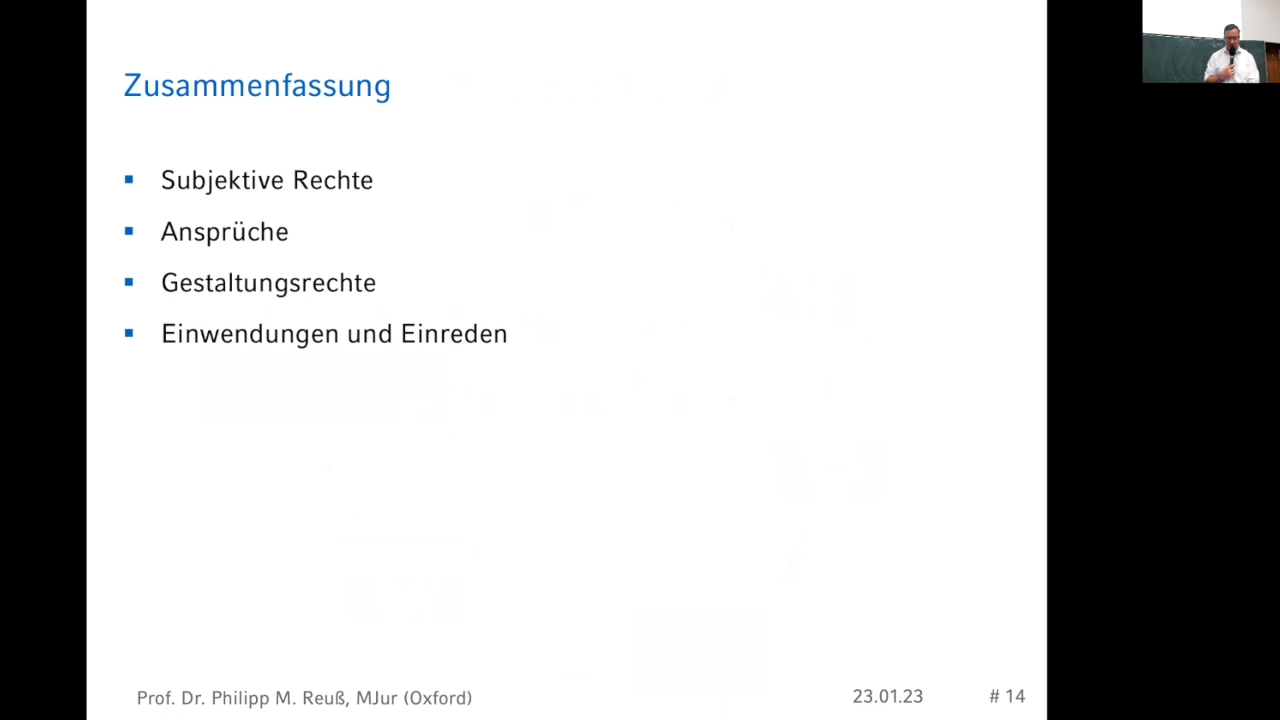 Zusammenfassung
▪ Subjektive Rechte
▪ Ansprüche
▪ Gestaltungsrechte
▪ Einwendungen und Einreden
Prof. Dr. Philipp M. Reuß, MJur (Oxford) 23.01.23 # 14